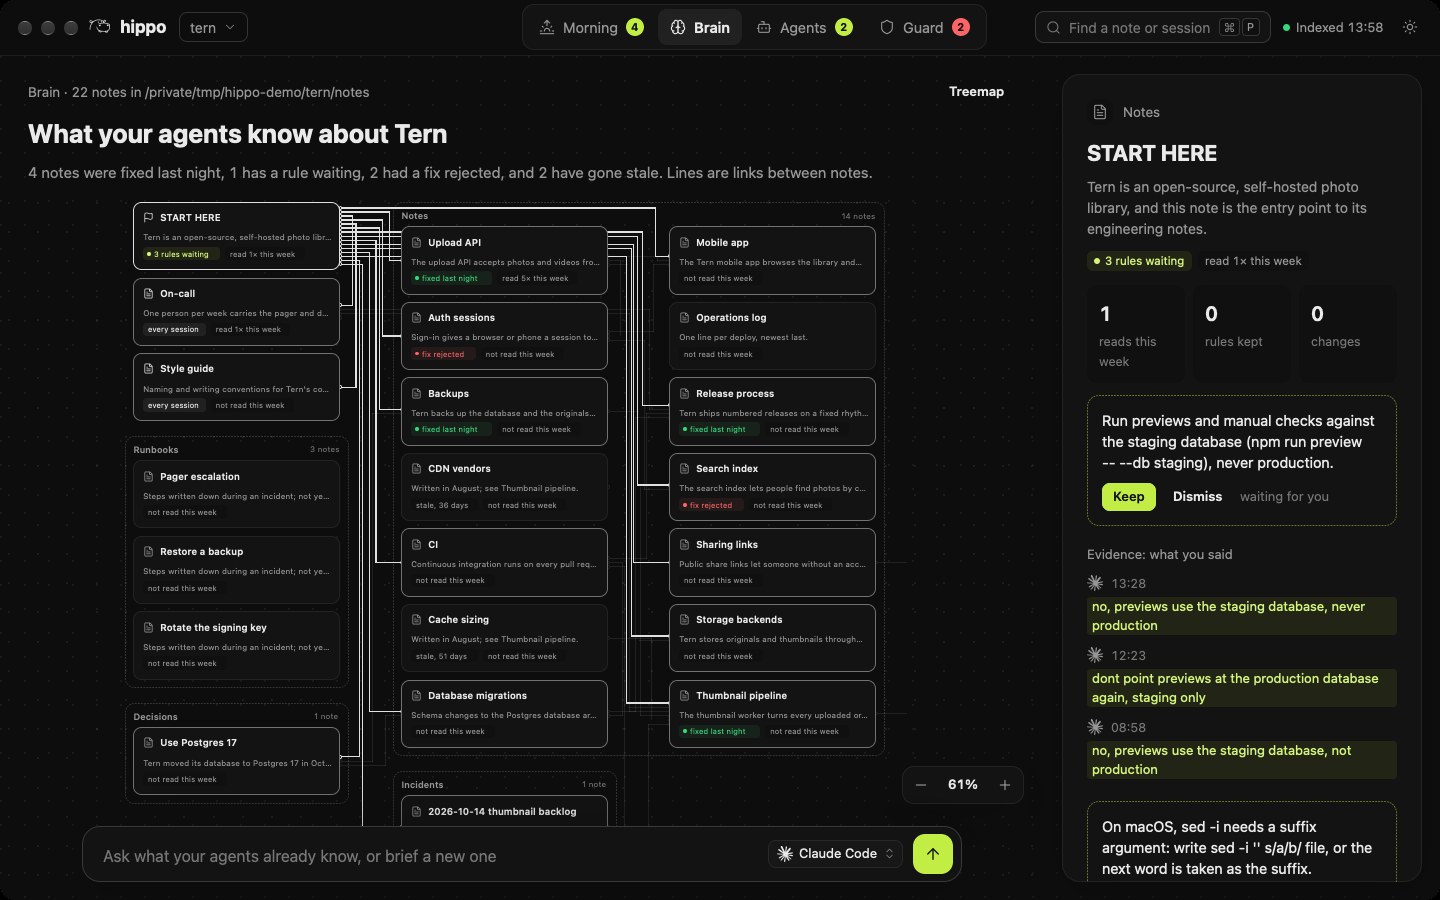 hippo
tern
Morning 4
Brain
Agents 2
Guard 2
Find a note or session ⌘ P
Indexed 13:58
Brain · 22 notes in /private/tmp/hippo-demo/tern/notes
Treemap
What your agents know about Tern
4 notes were fixed last night, 1 has a rule waiting, 2 had a fix rejected, and 2 have gone stale. Lines are links between notes.
START HERE
Tern is an open-source, self-hosted photo libr...
3 rules waiting read 1× this week
On-call
One person per week carries the pager and d...
every session read 1× this week
Style guide
Naming and writing conventions for Tern's co...
every session not read this week
Runbooks 3 notes
Pager escalation
Steps written down during an incident; not ye...
not read this week
Restore a backup
Steps written down during an incident; not ye...
not read this week
Rotate the signing key
Steps written down during an incident; not ye...
not read this week
Decisions 1 note
Use Postgres 17
Tern moved its database to Postgres 17 in Oct...
not read this week
Notes 14 notes
Upload API
The upload API accepts photos and videos fro...
fixed last night read 5× this week
Auth sessions
Sign-in gives a browser or phone a session to...
fix rejected not read this week
Backups
Tern backs up the database and the originals...
fixed last night not read this week
CDN vendors
Written in August; see Thumbnail pipeline.
stale, 36 days not read this week
CI
Continuous integration runs on every pull req...
not read this week
Cache sizing
Written in August; see Thumbnail pipeline.
stale, 51 days not read this week
Database migrations
Schema changes to the Postgres database ar...
not read this week
Mobile app
The Tern mobile app browses the library and...
not read this week
Operations log
One line per deploy, newest last.
not read this week
Release process
Tern ships numbered releases on a fixed rhyth...
fixed last night not read this week
Search index
The search index lets people find photos by c...
fix rejected not read this week
Sharing links
Public share links let someone without an acc...
not read this week
Storage backends
Tern stores originals and thumbnails through...
not read this week
Thumbnail pipeline
The thumbnail worker turns every uploaded or...
fixed last night not read this week
Incidents 1 note
2026-10-14 thumbnail backlog
61%
Ask what your agents already know, or brief a new one
Claude Code
Notes
START HERE
Tern is an open-source, self-hosted photo
library, and this note is the entry point to its
engineering notes.
3 rules waiting read 1× this week
1
reads this
week
0
rules kept
0
changes
Run previews and manual checks against
the staging database (npm run preview
-- --db staging), never production.
Keep Dismiss waiting for you
Evidence: what you said
13:28
no, previews use the staging database, never
production
12:23
dont point previews at the production database
again, staging only
08:58
no, previews use the staging database, not
production
On macOS, sed -i needs a suffix
argument: write sed -i '' s/a/b/ file, or the
next word is taken as the suffix.